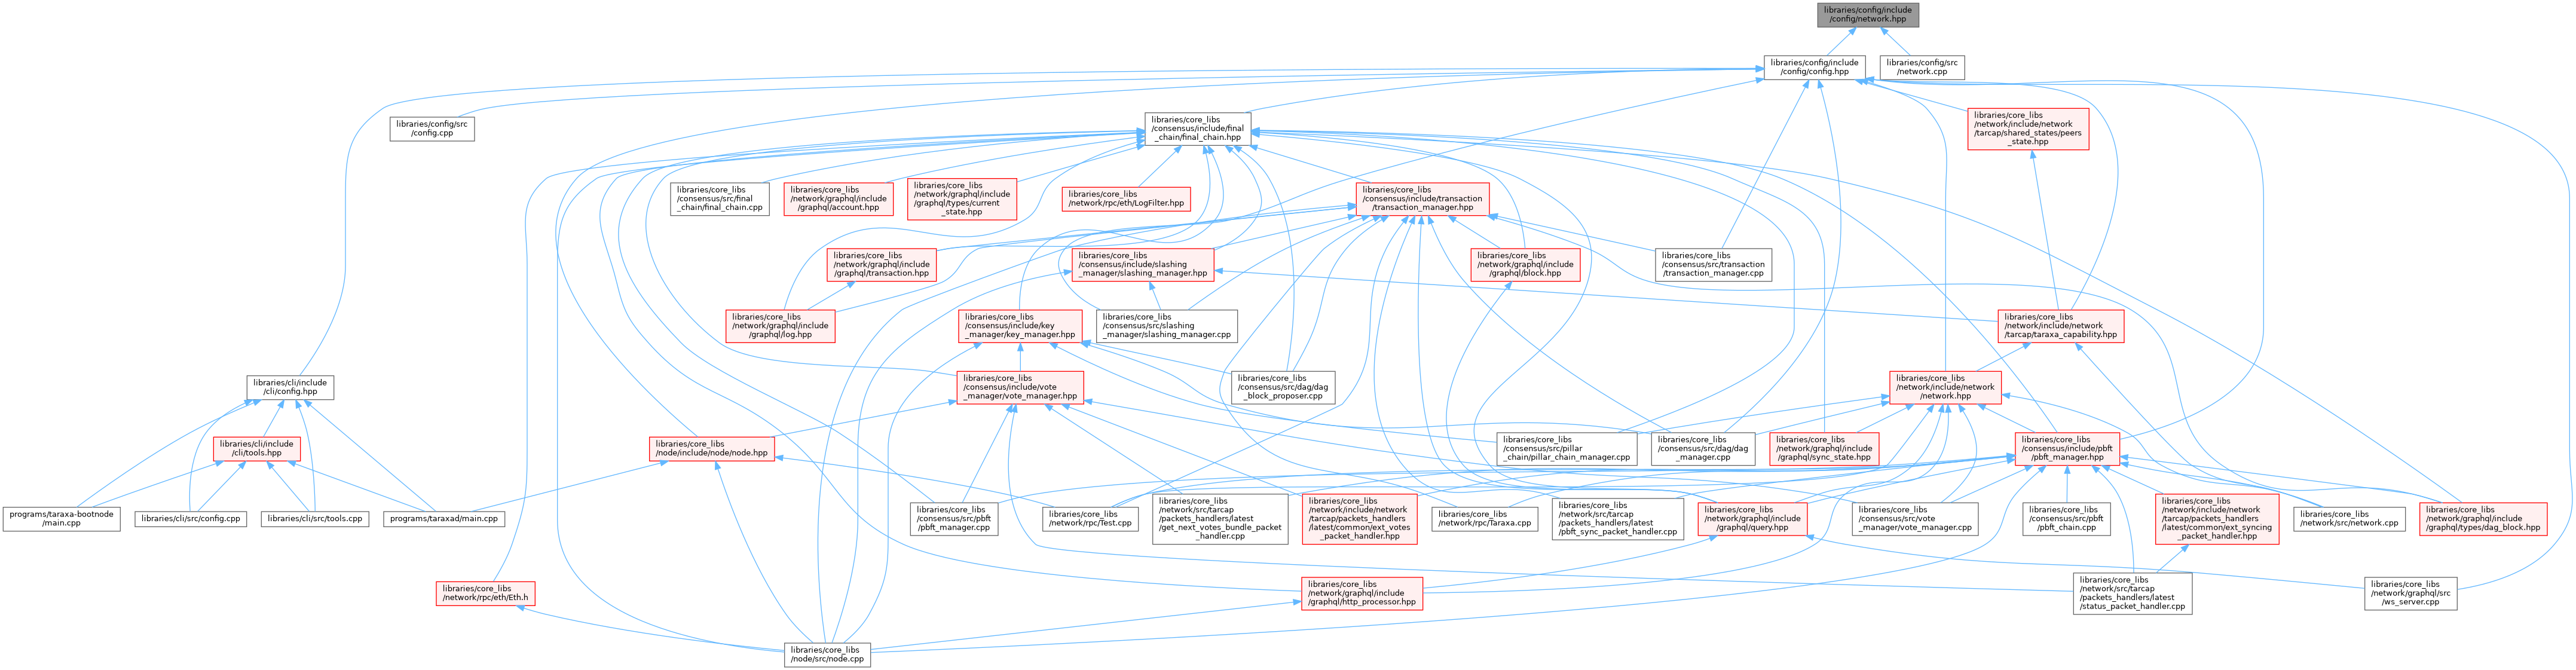 libraries/config/include
/config/network.hpp
libraries/config/include
/config/config.hpp
libraries/config/src
/network.cpp
libraries/config/src
/config.cpp
libraries/core_libs
/consensus/include/final
_chain/final_chain.hpp
libraries/core_libs
/network/include/network
/tarcap/shared_states/peers
_state.hpp
libraries/core_libs
/consensus/src/final
_chain/final_chain.cpp
libraries/core_libs
/network/graphql/include
/graphql/account.hpp
libraries/core_libs
/network/graphql/include
/graphql/types/current
_state.hpp
libraries/core_libs
/network/rpc/eth/LogFilter.hpp
libraries/core_libs
/consensus/include/transaction
/transaction_manager.hpp
libraries/core_libs
/network/graphql/include
/graphql/transaction.hpp
libraries/core_libs
/consensus/include/slashing
_manager/slashing_manager.hpp
libraries/core_libs
/network/graphql/include
/graphql/block.hpp
libraries/core_libs
/consensus/src/transaction
/transaction_manager.cpp
libraries/core_libs
/network/graphql/include
/graphql/log.hpp
libraries/core_libs
/consensus/include/key
_manager/key_manager.hpp
libraries/core_libs
/consensus/src/slashing
_manager/slashing_manager.cpp
libraries/core_libs
/network/include/network
/tarcap/taraxa_capability.hpp
libraries/cli/include
/cli/config.hpp
libraries/core_libs
/consensus/include/vote
_manager/vote_manager.hpp
libraries/core_libs
/consensus/src/dag/dag
_block_proposer.cpp
libraries/core_libs
/network/include/network
/network.hpp
libraries/cli/include
/cli/tools.hpp
libraries/core_libs
/node/include/node/node.hpp
libraries/core_libs
/consensus/src/pillar
_chain/pillar_chain_manager.cpp
libraries/core_libs
/consensus/src/dag/dag
_manager.cpp
libraries/core_libs
/network/graphql/include
/graphql/sync_state.hpp
libraries/core_libs
/consensus/include/pbft
/pbft_manager.hpp
programs/taraxa-bootnode
/main.cpp
libraries/cli/src/config.cpp
libraries/cli/src/tools.cpp
programs/taraxad/main.cpp
libraries/core_libs
/consensus/src/pbft
/pbft_manager.cpp
libraries/core_libs
/network/rpc/Test.cpp
libraries/core_libs
/network/src/tarcap
/packets_handlers/latest
/get_next_votes_bundle_packet
_handler.cpp
libraries/core_libs
/network/include/network
/tarcap/packets_handlers
/latest/common/ext_votes
_packet_handler.hpp
libraries/core_libs
/network/rpc/Taraxa.cpp
libraries/core_libs
/network/src/tarcap
/packets_handlers/latest
/pbft_sync_packet_handler.cpp
libraries/core_libs
/network/graphql/include
/graphql/query.hpp
libraries/core_libs
/consensus/src/vote
_manager/vote_manager.cpp
libraries/core_libs
/consensus/src/pbft
/pbft_chain.cpp
libraries/core_libs
/network/include/network
/tarcap/packets_handlers
/latest/common/ext_syncing
_packet_handler.hpp
libraries/core_libs
/network/src/network.cpp
libraries/core_libs
/network/graphql/include
/graphql/types/dag_block.hpp
libraries/core_libs
/network/rpc/eth/Eth.h
libraries/core_libs
/network/graphql/include
/graphql/http_processor.hpp
libraries/core_libs
/network/src/tarcap
/packets_handlers/latest
/status_packet_handler.cpp
libraries/core_libs
/network/graphql/src
/ws_server.cpp
libraries/core_libs
/node/src/node.cpp